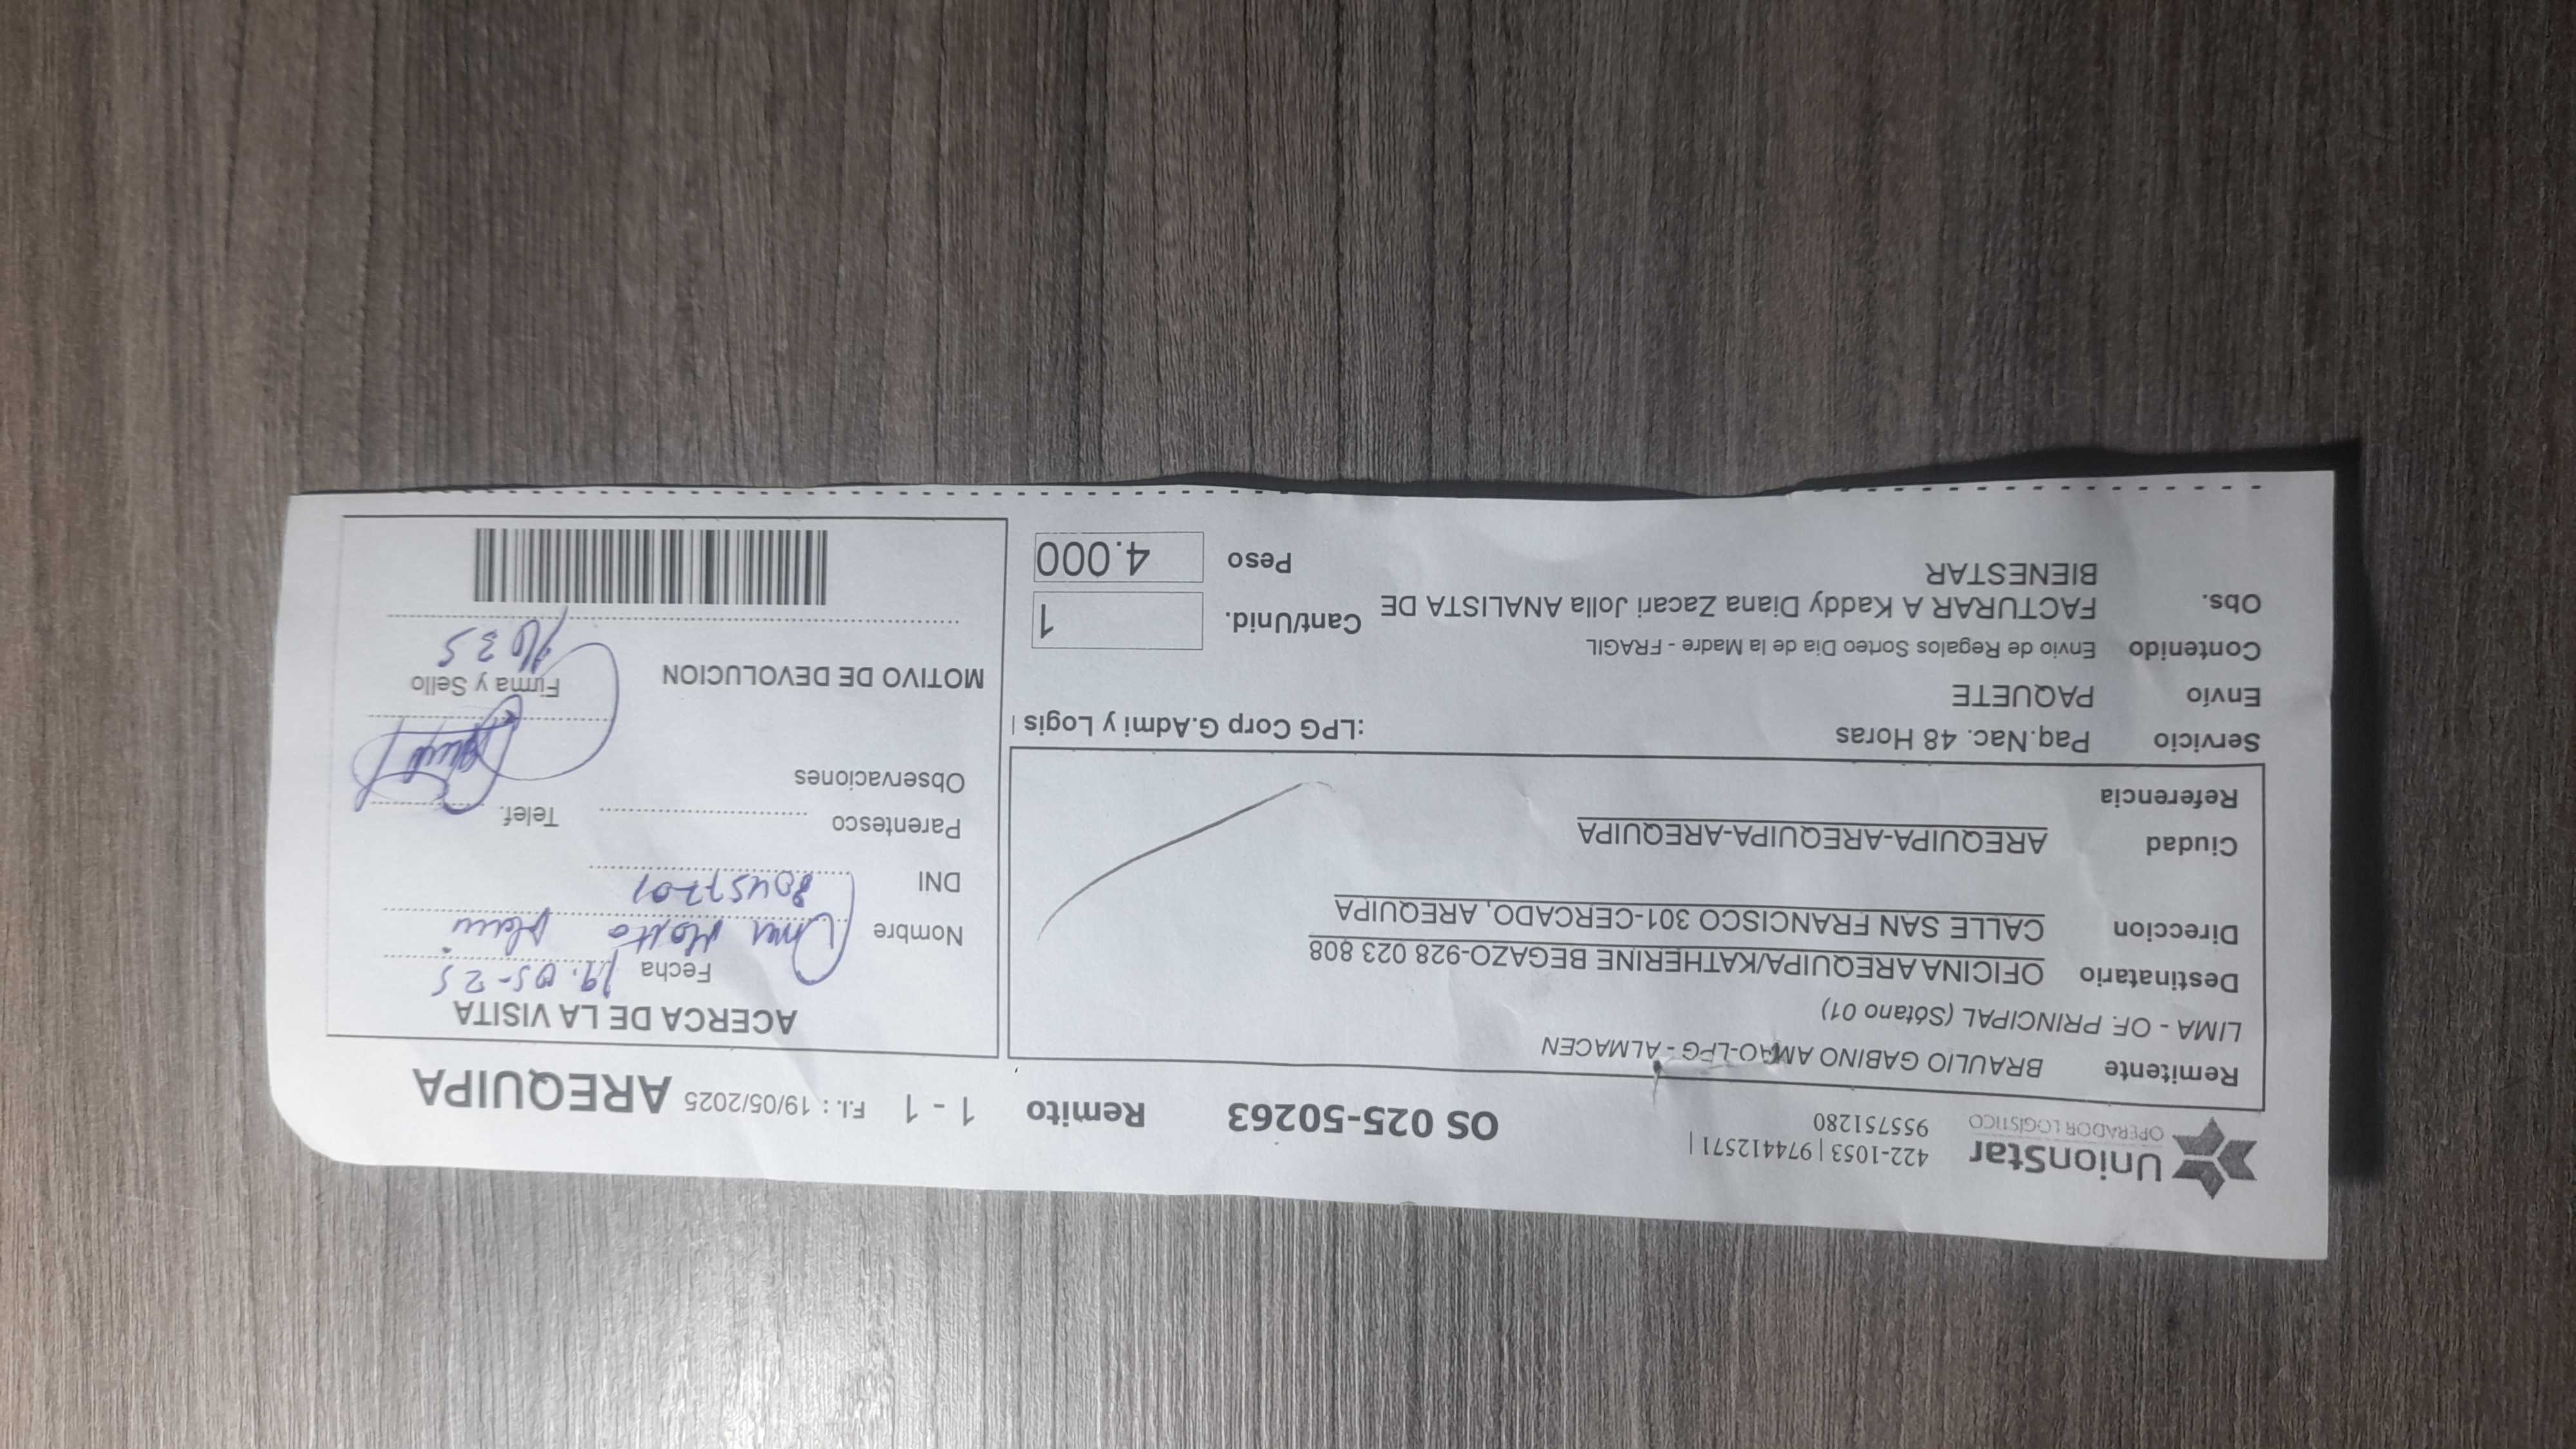 UnionStar
OPERADOR LOGÍSTICO
422-1053 | 974412571 |
955751280
OS 025-50263 Remito 1 - 1 F.I. : 19/05/2025 AREQUIPA
Remitente BRAULIO GABINO -LPG - ALMACEN
LIMA - OF. PRINCIPAL (Sótano 01)
Destinatario OFICINA AREQUIPA/KATHERINE BEGAZO-928 023 808
Direccion CALLE SAN FRANCISCO 301-CERCADO, AREQUIPA
Ciudad AREQUIPA-AREQUIPA-AREQUIPA
Referencia
Servicio Paq.Nac. 48 Horas :LPG Corp G.Admi y Logis |
Envío PAQUETE
Contenido Envio de Regalos Sorteo Dia de la Madre - FRAGIL
Obs. FACTURAR A Kaddy Diana Zacari Jolla ANALISTA DE
BIENESTAR
Cant/Unid. 1
Peso 4.000
ACERCA DE LA VISITA
Fecha 19.05-25
Nombre
DNI 80457701
Parentesco Telef.
Observaciones
Firma y Sello
MOTIVO DE DEVOLUCION